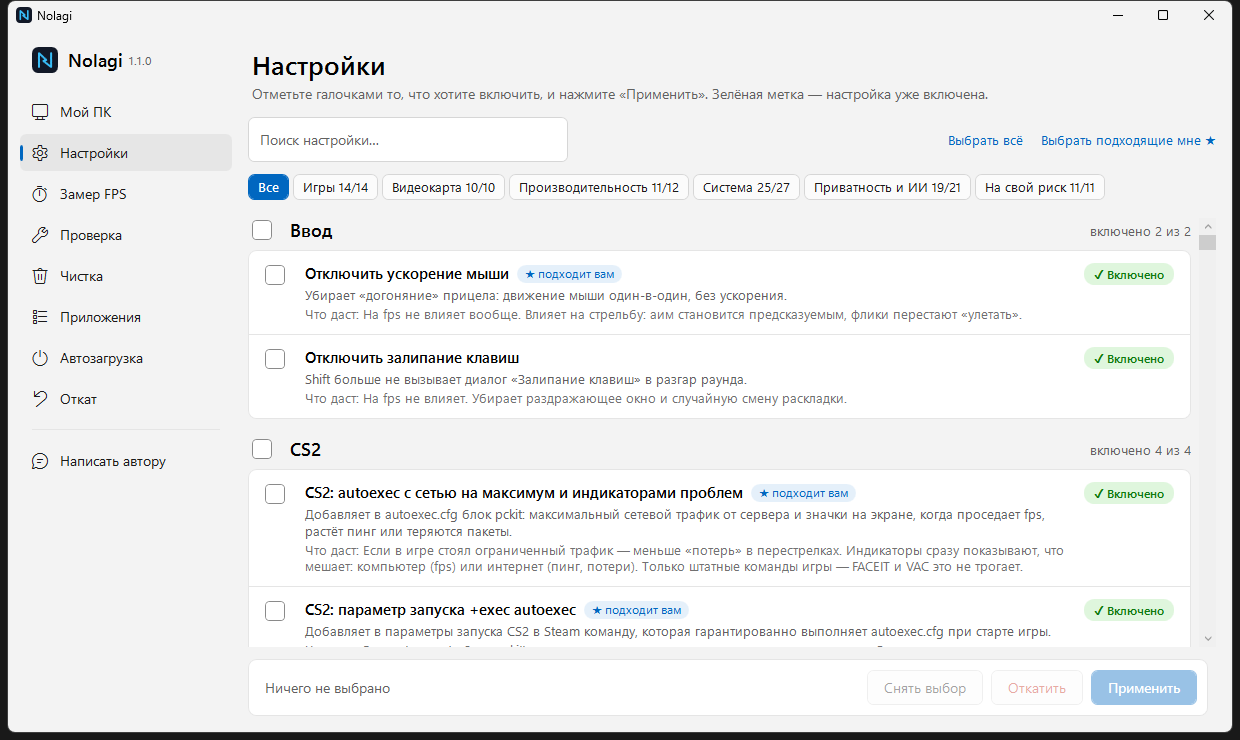 Nolagi
Nolagi 1.1.0
Мой ПК
Настройки
Замер FPS
Проверка
Чистка
Приложения
Автозагрузка
Откат
Написать автору
Настройки
Отметьте галочками то, что хотите включить, и нажмите «Применить». Зелёная метка — настройка уже включена.
Поиск настройки...
Выбрать всё Выбрать подходящие мне ★
Все Игры 14/14 Видеокарта 10/10 Производительность 11/12 Система 25/27 Приватность и ИИ 19/21 На свой риск 11/11
Ввод включено 2 из 2
Отключить ускорение мыши ★ подходит вам ✓ Включено
Убирает «догоняние» прицела: движение мыши один-в-один, без ускорения.
Что даст: На fps не влияет вообще. Влияет на стрельбу: аим становится предсказуемым, флики перестают «улетать».
Отключить залипание клавиш ✓ Включено
Shift больше не вызывает диалог «Залипание клавиш» в разгар раунда.
Что даст: На fps не влияет. Убирает раздражающее окно и случайную смену раскладки.
CS2 включено 4 из 4
CS2: autoexec с сетью на максимум и индикаторами проблем ★ подходит вам ✓ Включено
Добавляет в autoexec.cfg блок pckit: максимальный сетевой трафик от сервера и значки на экране, когда проседает fps,
растёт пинг или теряются пакеты.
Что даст: Если в игре стоял ограниченный трафик — меньше «потерь» в перестрелках. Индикаторы сразу показывают, что
мешает: компьютер (fps) или интернет (пинг, потери). Только штатные команды игры — FACEIT и VAC это не трогает.
CS2: параметр запуска +exec autoexec ★ подходит вам ✓ Включено
Добавляет в параметры запуска CS2 в Steam команду, которая гарантированно выполняет autoexec.cfg при старте игры.
Ничего не выбрано Снять выбор Откатить Применить